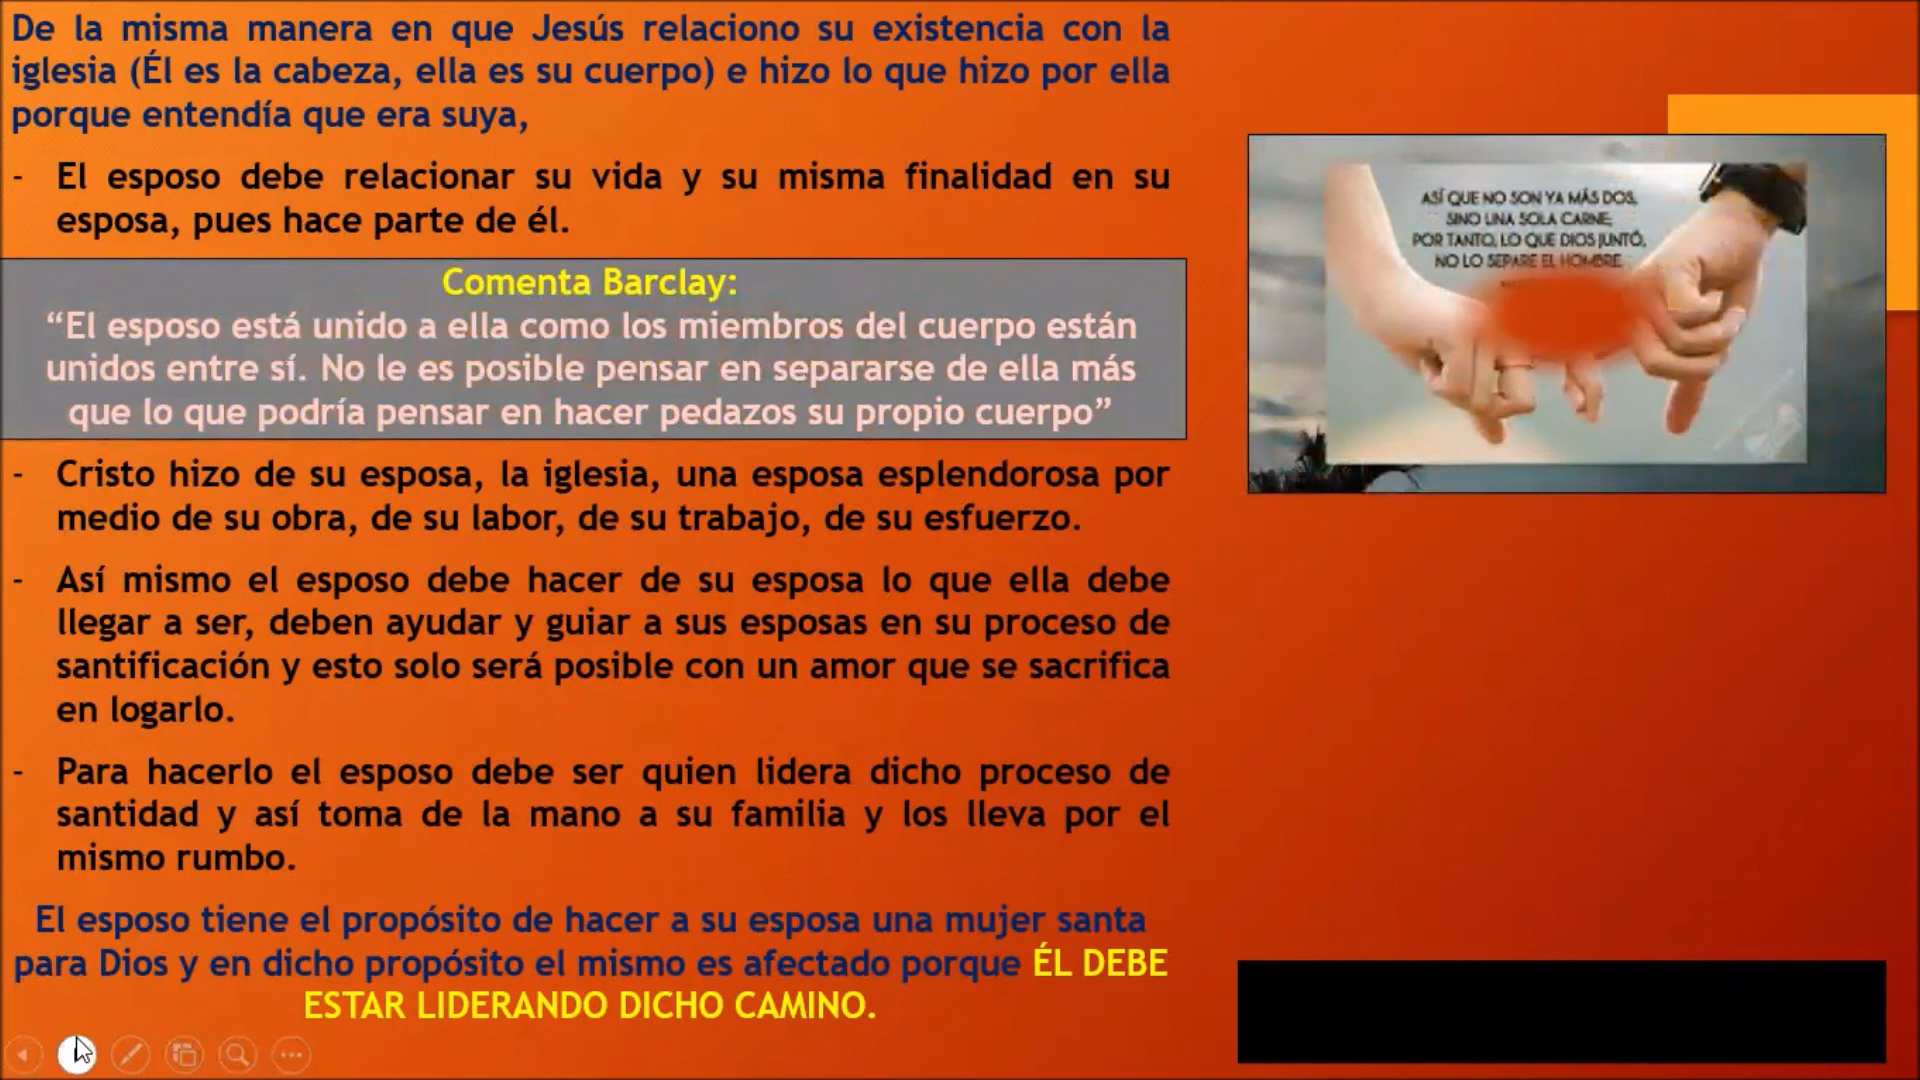 De la misma manera en que Jesús relaciono su existencia con la
iglesia (Él es la cabeza, ella es su cuerpo) e hizo lo que hizo por ella
porque entendía que era suya,
- El esposo debe relacionar su vida y su misma finalidad en su
esposa, pues hace parte de él.
Comenta Barclay:
“El esposo está unido a ella como los miembros del cuerpo están
unidos entre sí. No le es posible pensar en separarse de ella más
que lo que podría pensar en hacer pedazos su propio cuerpo”
- Cristo hizo de su esposa, la iglesia, una esposa esplendorosa por
medio de su obra, de su labor, de su trabajo, de su esfuerzo.
- Así mismo el esposo debe hacer de su esposa lo que ella debe
llegar a ser, deben ayudar y guiar a sus esposas en su proceso de
santificación y esto solo será posible con un amor que se sacrifica
en logarlo.
- Para hacerlo el esposo debe ser quien lidera dicho proceso de
santidad y así toma de la mano a su familia y los lleva por el
mismo rumbo.
El esposo tiene el propósito de hacer a su esposa una mujer santa
para Dios y en dicho propósito el mismo es afectado porque ÉL DEBE
ESTAR LIDERANDO DICHO CAMINO.
ASÍ QUE NO SON YA MÁS DOS,
SINO UNA SOLA CARNE;
POR TANTO, LO QUE DIOS JUNTÓ,
NO LO SEPARE EL HOMBRE.